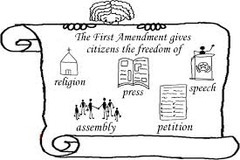 The First Amendment gives
citizens the freedom of
religion
press
speech
assembly
petition